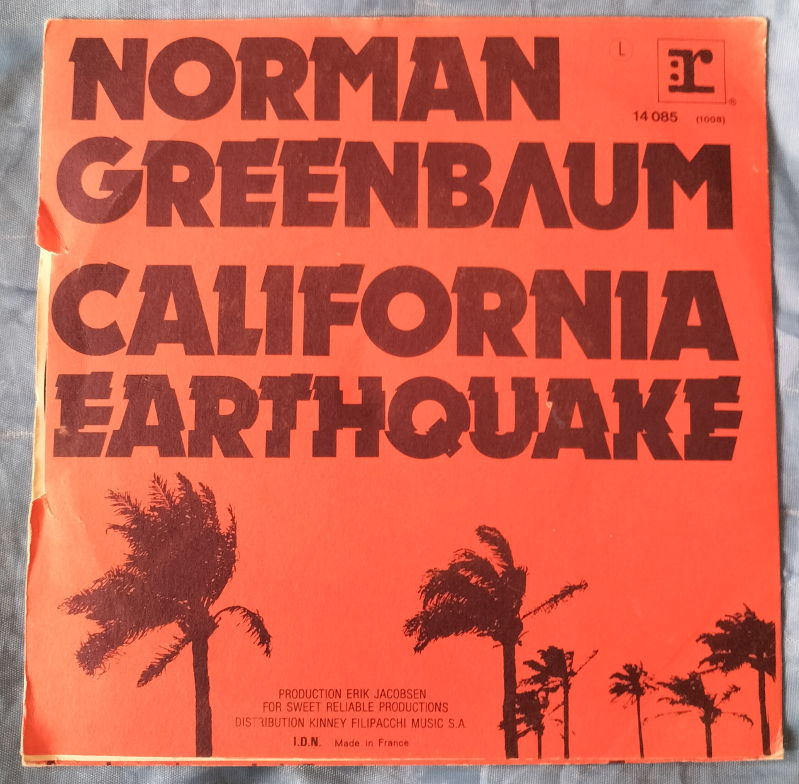 NORMAN
L
r
®
14 085 (1008)
GREENBAUM
CALIFORNIA
EARTHQUAKE
PRODUCTION ERIK JACOBSEN
FOR SWEET RELIABLE PRODUCTIONS
DISTRIBUTION KINNEY FILIPACCHI MUSIC S.A
I.D.N. Made in France